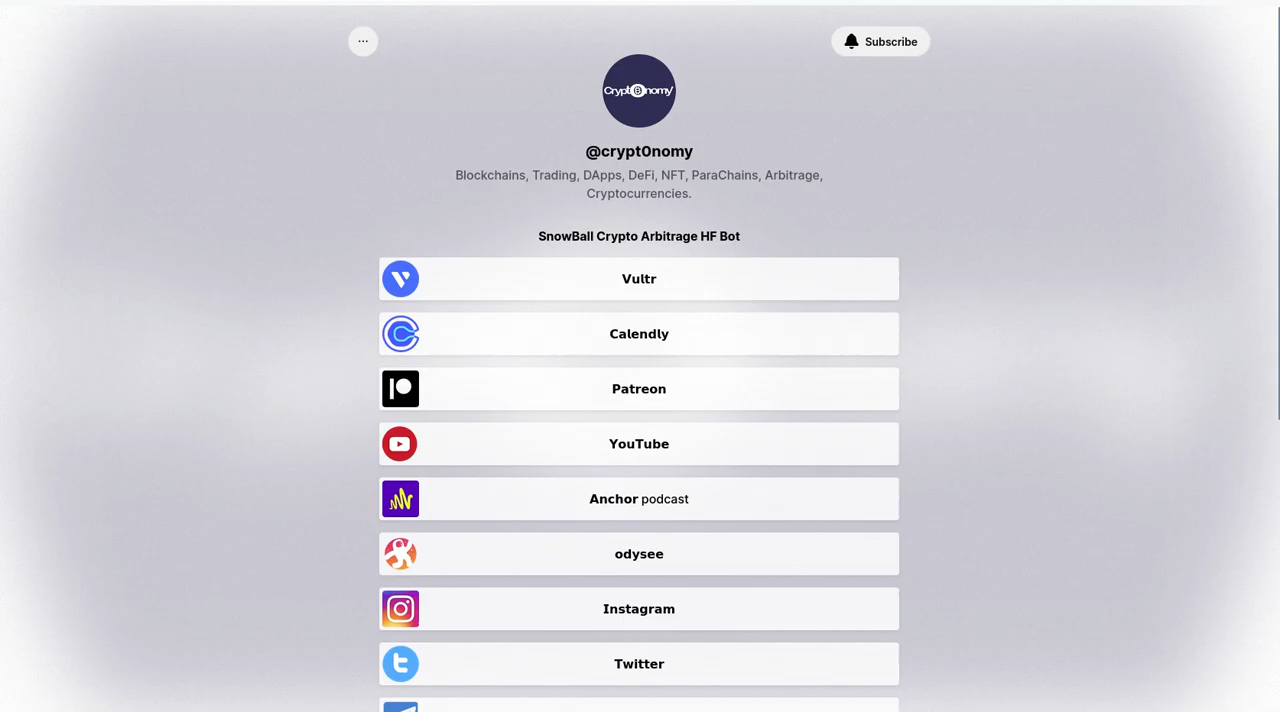 ...
Subscribe
Crypt0nomy
@crypt0nomy
Blockchains, Trading, DApps, DeFi, NFT, ParaChains, Arbitrage,
Cryptocurrencies.
SnowBall Crypto Arbitrage HF Bot
Vultr
Calendly
Patreon
YouTube
Anchor podcast
odysee
Instagram
Twitter